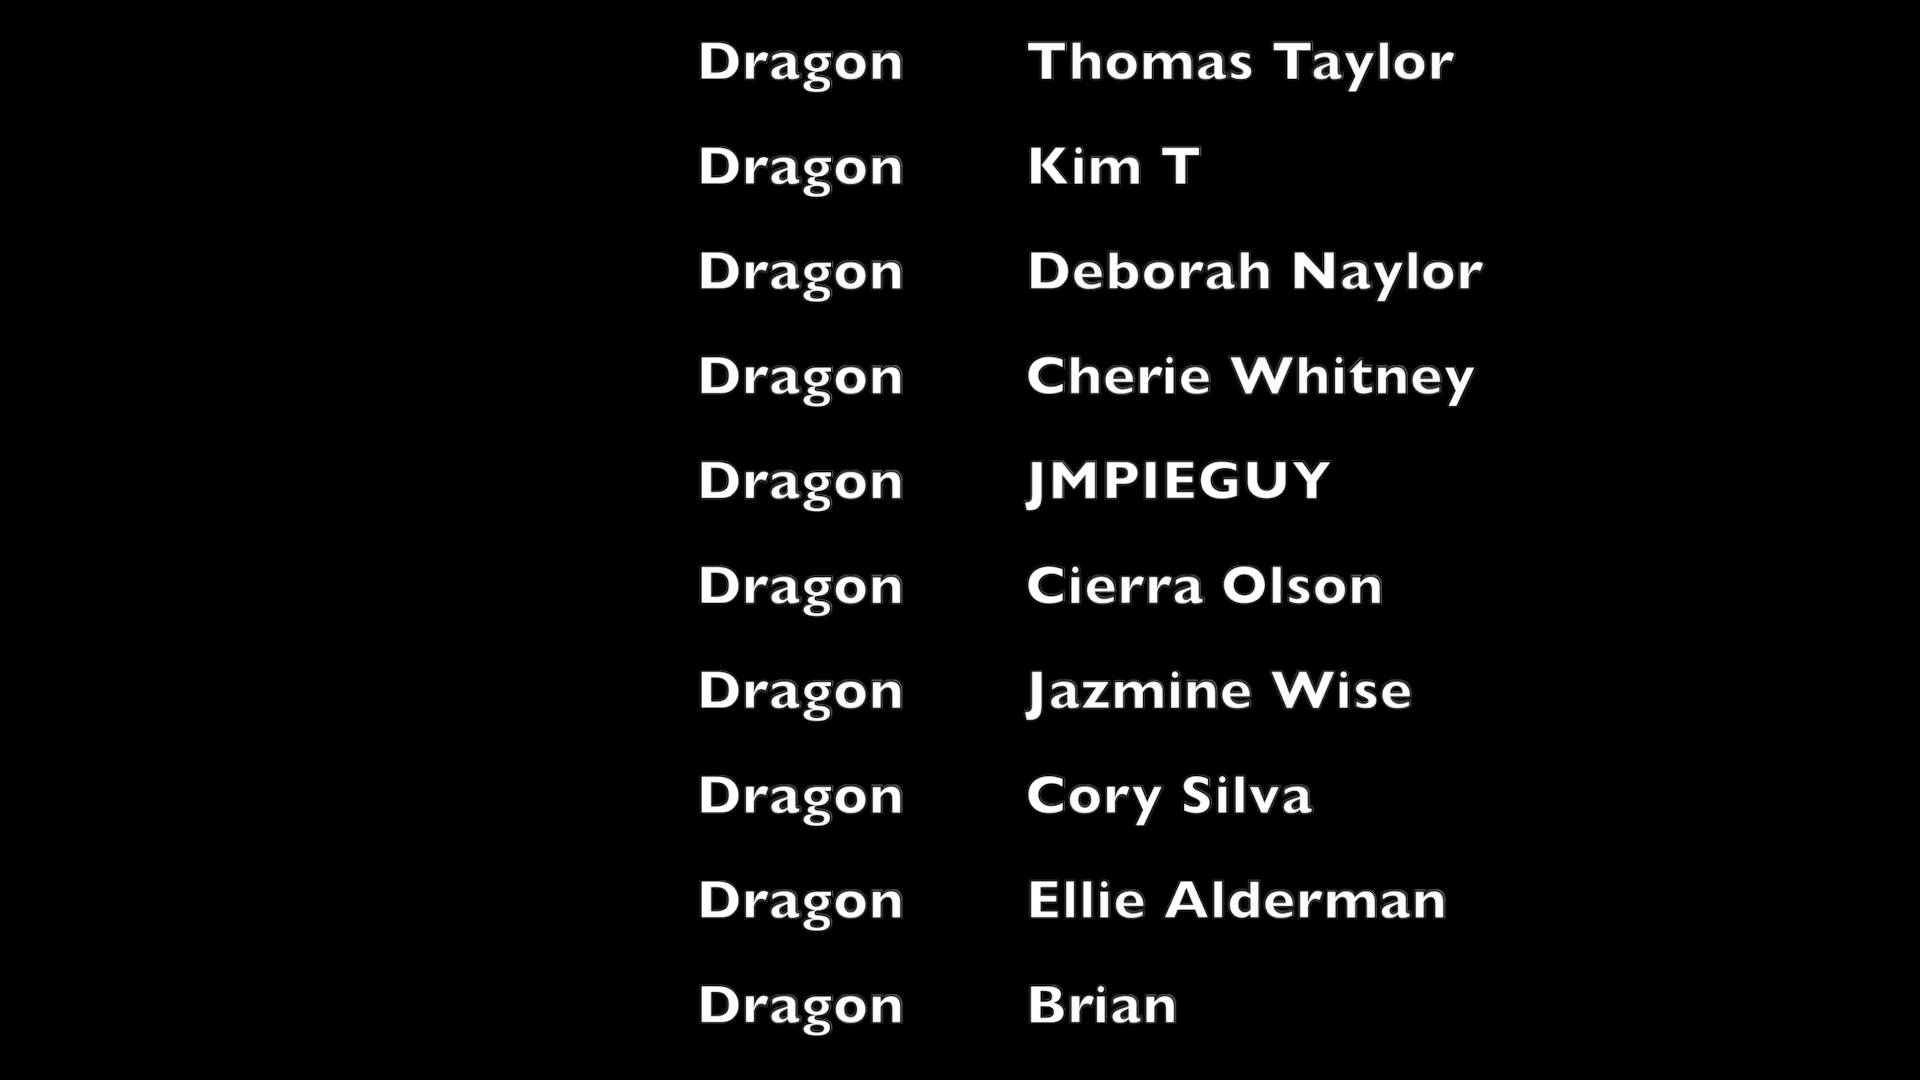 Dragon Thomas Taylor
Dragon Kim T
Dragon Deborah Naylor
Dragon Cherie Whitney
Dragon JMPIEGUY
Dragon Cierra Olson
Dragon Jazmine Wise
Dragon Cory Silva
Dragon Ellie Alderman
Dragon Brian